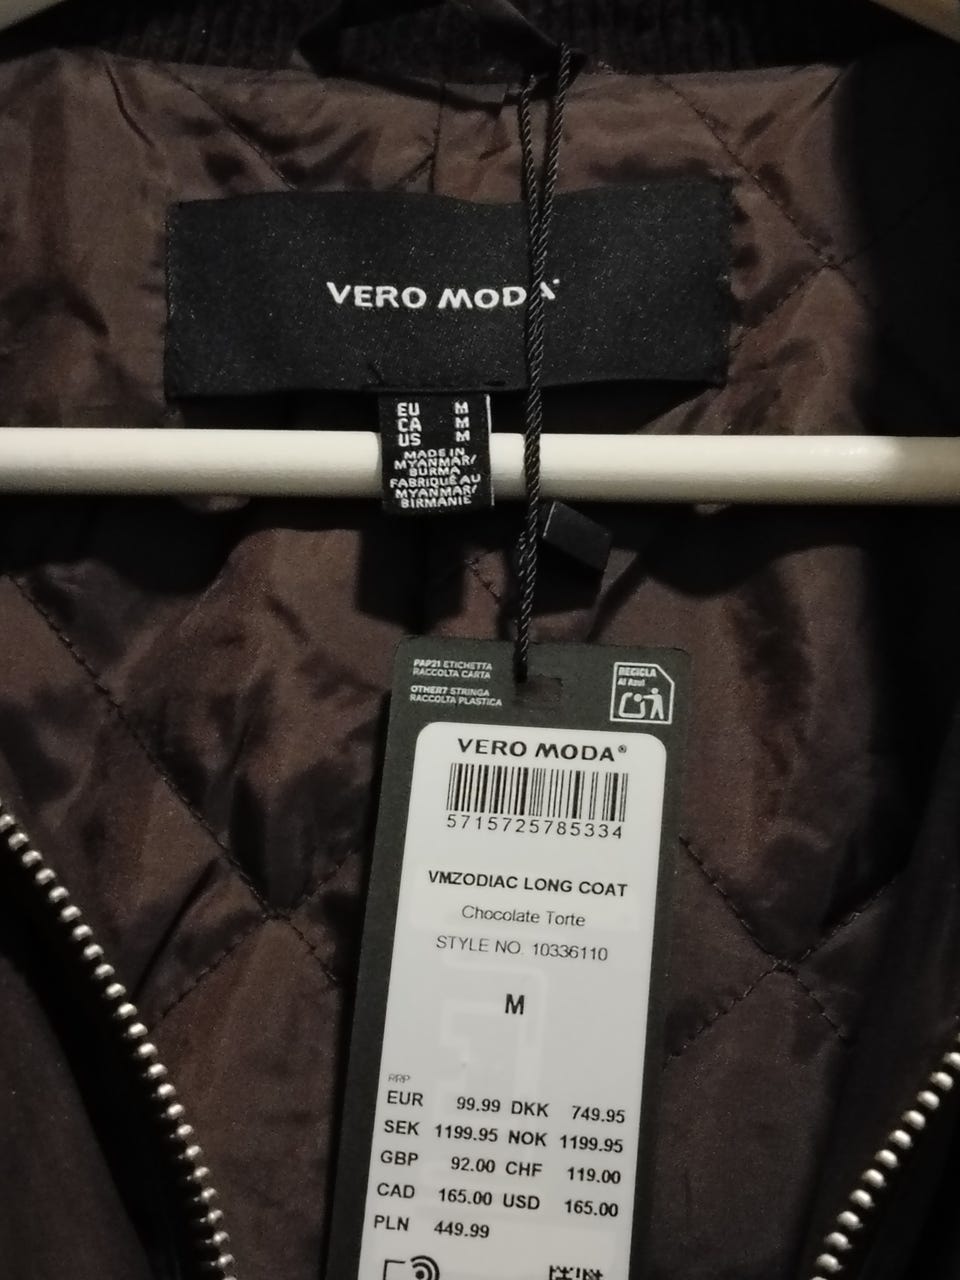 VERO MODA
EU M
CA M
US M
MADE IN
MYANMAR/
BURMA
FABRIQUÉ AU
MYANMAR/
BIRMANIE
PAP21 ETICHETTA
RACCOLTA CARTA
OTHER7 STRINGA
RACCOLTA PLASTICA
RECICLA
Al Azul
VERO MODA®
5715725785334
VMZODIAC LONG COAT
Chocolate Torte
STYLE NO. 10336110
M
RRP
EUR 99.99 DKK 749.95
SEK 1199.95 NOK 1199.95
GBP 92.00 CHF 119.00
CAD 165.00 USD 165.00
PLN 449.99